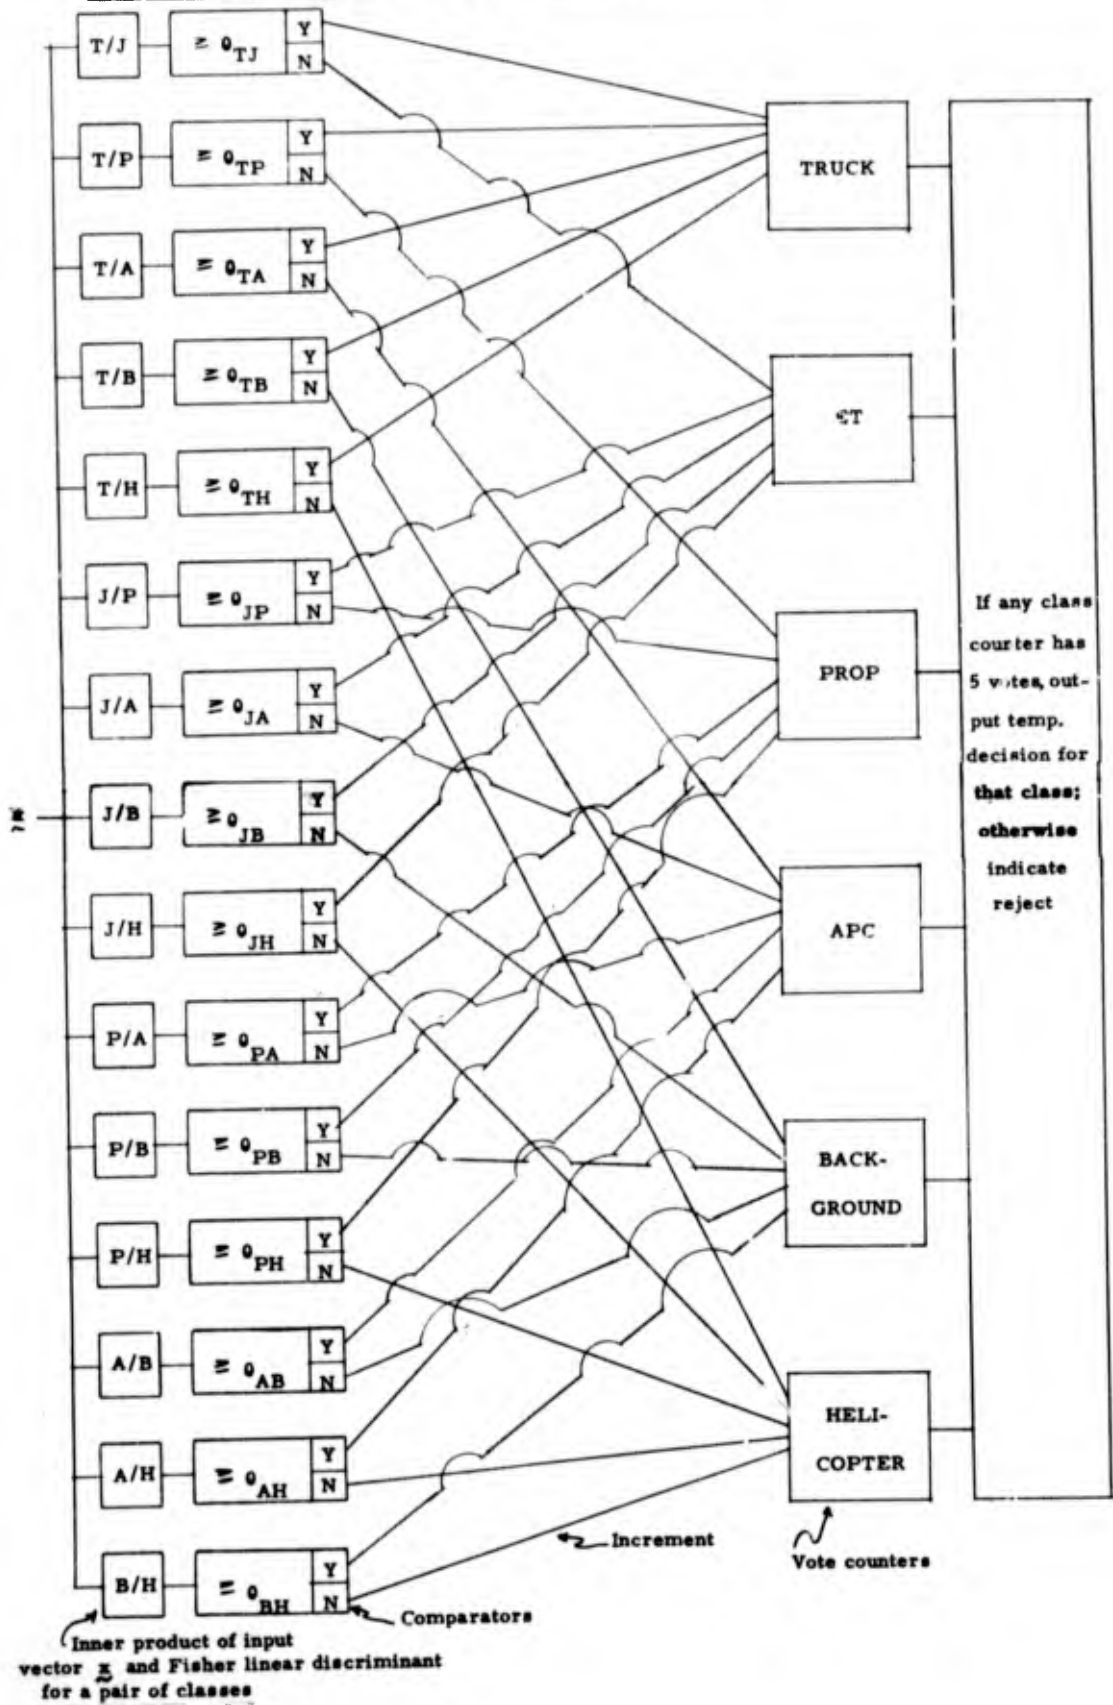 T/J ≥ θTJ Y N
T/P ≥ θTP Y N
T/A ≥ θTA Y N
T/B ≥ θTB Y N
T/H ≥ θTH Y N
J/P ≥ θJP Y N
J/A ≥ θJA Y N
J/B ≥ θJB Y N
J/H ≥ θJH Y N
P/A ≥ θPA Y N
P/B ≥ θPB Y N
P/H ≥ θPH Y N
A/B ≥ θAB Y N
A/H ≥ θAH Y N
B/H ≥ θBH Y N
x
TRUCK
ET
PROP
APC
BACK-
GROUND
HELI-
COPTER
If any class
counter has
5 votes, out-
put temp.
decision for
that class;
otherwise
indicate
reject
Increment
Vote counters
Comparators
Inner product of input
vector x and Fisher linear discriminant
for a pair of classes